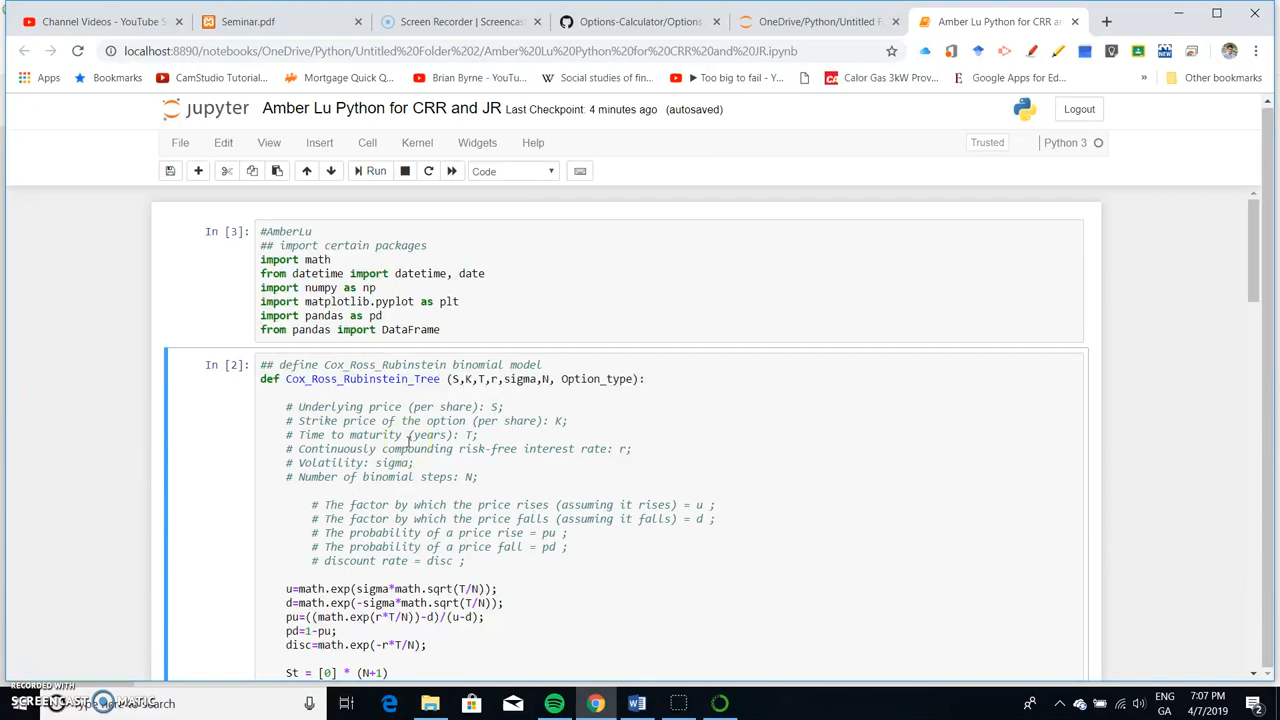 Channel Videos - YouTube S
Seminar.pdf
Screen Recorder | Screencast
Options-Calculator/Options
OneDrive/Python/Untitled F
Amber Lu Python for CRR and
localhost:8890/notebooks/OneDrive/Python/Untitled%20Folder%202/Amber%20Lu%20Python%20for%20CRR%20and%20JR.ipynb
Apps
Bookmarks
CamStudio Tutorial...
Mortgage Quick Q...
Brian Byrne - YouTu...
Social studies of fin...
Too big to fail - Y...
Calor Gas 3kW Prov...
Google Apps for Ed...
»
Other bookmarks
jupyter Amber Lu Python for CRR and JR Last Checkpoint: 4 minutes ago (autosaved)
Logout
File Edit View Insert Cell Kernel Widgets Help
Trusted
Python 3
Run
Code
In [3]:
#AmberLu
## import certain packages
import math
from datetime import datetime, date
import numpy as np
import matplotlib.pyplot as plt
import pandas as pd
from pandas import DataFrame
In [2]:
## define Cox_Ross_Rubinstein binomial model
def Cox_Ross_Rubinstein_Tree (S,K,T,r,sigma,N, Option_type):
# Underlying price (per share): S;
# Strike price of the option (per share): K;
# Time to maturity (years): T;
# Continuously compounding risk-free interest rate: r;
# Volatility: sigma;
# Number of binomial steps: N;
# The factor by which the price rises (assuming it rises) = u ;
# The factor by which the price falls (assuming it falls) = d ;
# The probability of a price rise = pu ;
# The probability of a price fall = pd ;
# discount rate = disc ;
u=math.exp(sigma*math.sqrt(T/N));
d=math.exp(-sigma*math.sqrt(T/N));
pu=((math.exp(r*T/N))-d)/(u-d);
pd=1-pu;
disc=math.exp(-r*T/N);
St = [0] * (N+1)
RECORDED WITH
SCREENCAST MATIC
here to search
ENG
GA
7:07 PM
4/7/2019